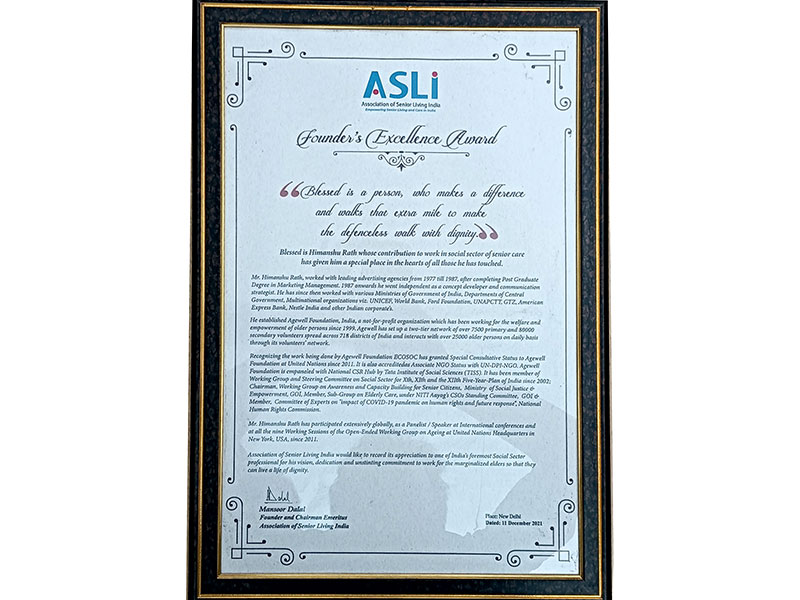 ASLi
Association of Senior Living India
Empowering Senior Living and Care in India
Founder's Excellence Award
“Blessed is a person, who makes a difference
and walks that extra mile to make
the defenceless walk with dignity.”
Blessed is Himanshu Rath whose contribution to work in social sector of senior care
has given him a special place in the hearts of all those he has touched.
Mr. Himanshu Rath, worked with leading advertising agencies from 1977 till 1987, after completing Post Graduate
Degree in Marketing Management. 1987 onwards he went independent as a concept developer and communication
strategist. He has since then worked with various Ministries of Government of India, Departments of Central
Government, Multinational organizations viz. UNICEF, World Bank, Ford Foundation, UNAPCTT, GTZ, American
Express Bank, Nestle India and other Indian corporates.
He established Agewell Foundation, India, a not-for-profit organization which has been working for the welfare and
empowerment of older persons since 1999. Agewell has set up a two-tier network of over 7500 primary and 80000
secondary volunteers spread across 718 districts of India and interacts with over 25000 older persons on daily basis
through its volunteers' network.
Recognizing the work being done by Agewell Foundation ECOSOC has granted Special Consultative Status to Agewell
Foundation at United Nations since 2011. It is also accreditedas Associate NGO Status with UN-DPI-NGO. Agewell
Foundation is empaneled with National CSR Hub by Tata Institute of Social Sciences (TISS). It has been member of
Working Group and Steering Committee on Social Sector for Xth, XIth and the XIIth Five-Year-Plan of India since 2002;
Chairman, Working Group on Awareness and Capacity Building for Senior Citizens, Ministry of Social Justice &
Empowerment, GOI, Member, Sub-Group on Elderly Care, under NITI Aayog's CSOs Standing Committee, GOI &
Member, Committee of Experts on "impact of COVID-19 pandemic on human rights and future response", National
Human Rights Commission.
Mr. Himanshu Rath has participated extensively globally, as a Panelist / Speaker at International conferences and
at all the nine Working Sessions of the Open-Ended Working Group on Ageing at United Nations Headquarters in
New York, USA, since 2011.
Association of Senior Living India would like to record its appreciation to one of India's foremost Social Sector
professional for his vision, dedication and unstinting commitment to work for the marginalized elders so that they
can live a life of dignity.
Dalal
Mansoor Dalal
Founder and Chairman Emeritus
Association of Senior Living India
Place: New Delhi
Dated: 11 December 2021